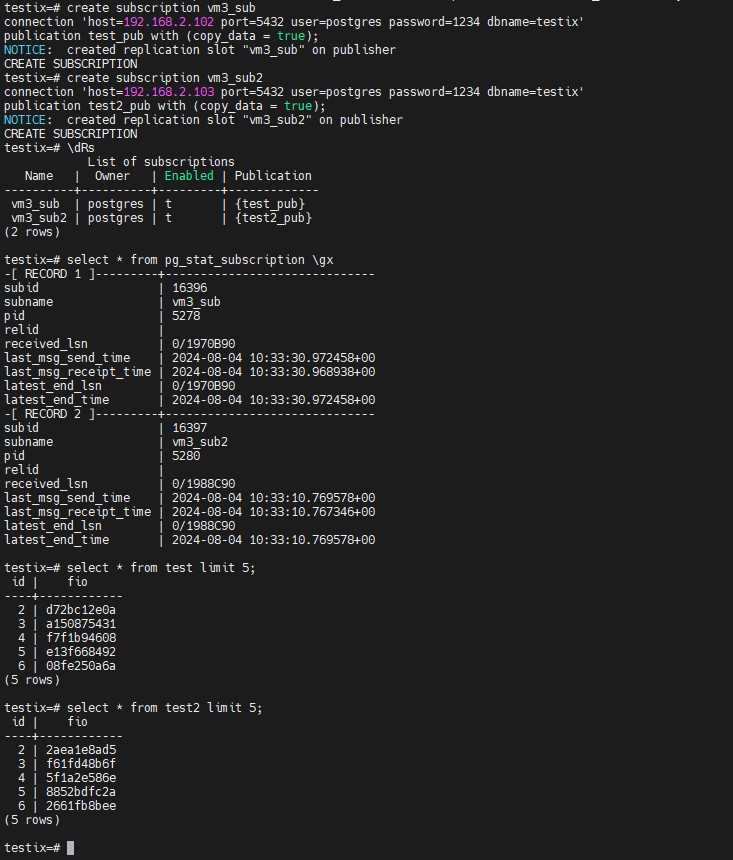 testix=# create subscription vm3_sub
connection 'host=192.168.2.102 port=5432 user=postgres password=1234 dbname=testix'
publication test_pub with (copy_data = true);
NOTICE:  created replication slot "vm3_sub" on publisher
CREATE SUBSCRIPTION
testix=# create subscription vm3_sub2
connection 'host=192.168.2.103 port=5432 user=postgres password=1234 dbname=testix'
publication test2_pub with (copy_data = true);
NOTICE:  created replication slot "vm3_sub2" on publisher
CREATE SUBSCRIPTION
testix=# \dRs
            List of subscriptions
   Name   |  Owner   | Enabled | Publication
----------+----------+---------+-------------
 vm3_sub  | postgres | t       | {test_pub}
 vm3_sub2 | postgres | t       | {test2_pub}
(2 rows)

testix=# select * from pg_stat_subscription \gx
-[ RECORD 1 ]---------+------------------------------
subid                 | 16396
subname               | vm3_sub
pid                   | 5278
relid                 |
received_lsn          | 0/1970B90
last_msg_send_time    | 2024-08-04 10:33:30.972458+00
last_msg_receipt_time | 2024-08-04 10:33:30.968938+00
latest_end_lsn        | 0/1970B90
latest_end_time       | 2024-08-04 10:33:30.972458+00
-[ RECORD 2 ]---------+------------------------------
subid                 | 16397
subname               | vm3_sub2
pid                   | 5280
relid                 |
received_lsn          | 0/1988C90
last_msg_send_time    | 2024-08-04 10:33:10.769578+00
last_msg_receipt_time | 2024-08-04 10:33:10.767346+00
latest_end_lsn        | 0/1988C90
latest_end_time       | 2024-08-04 10:33:10.769578+00

testix=# select * from test limit 5;
 id |    fio
----+------------
  2 | d72bc12e0a
  3 | a150875431
  4 | f7f1b94608
  5 | e13f668492
  6 | 08fe250a6a
(5 rows)

testix=# select * from test2 limit 5;
 id |    fio
----+------------
  2 | 2aea1e8ad5
  3 | f61fd48b6f
  4 | 5f1a2e586e
  5 | 8852bdfc2a
  6 | 2661fb8bee
(5 rows)

testix=#